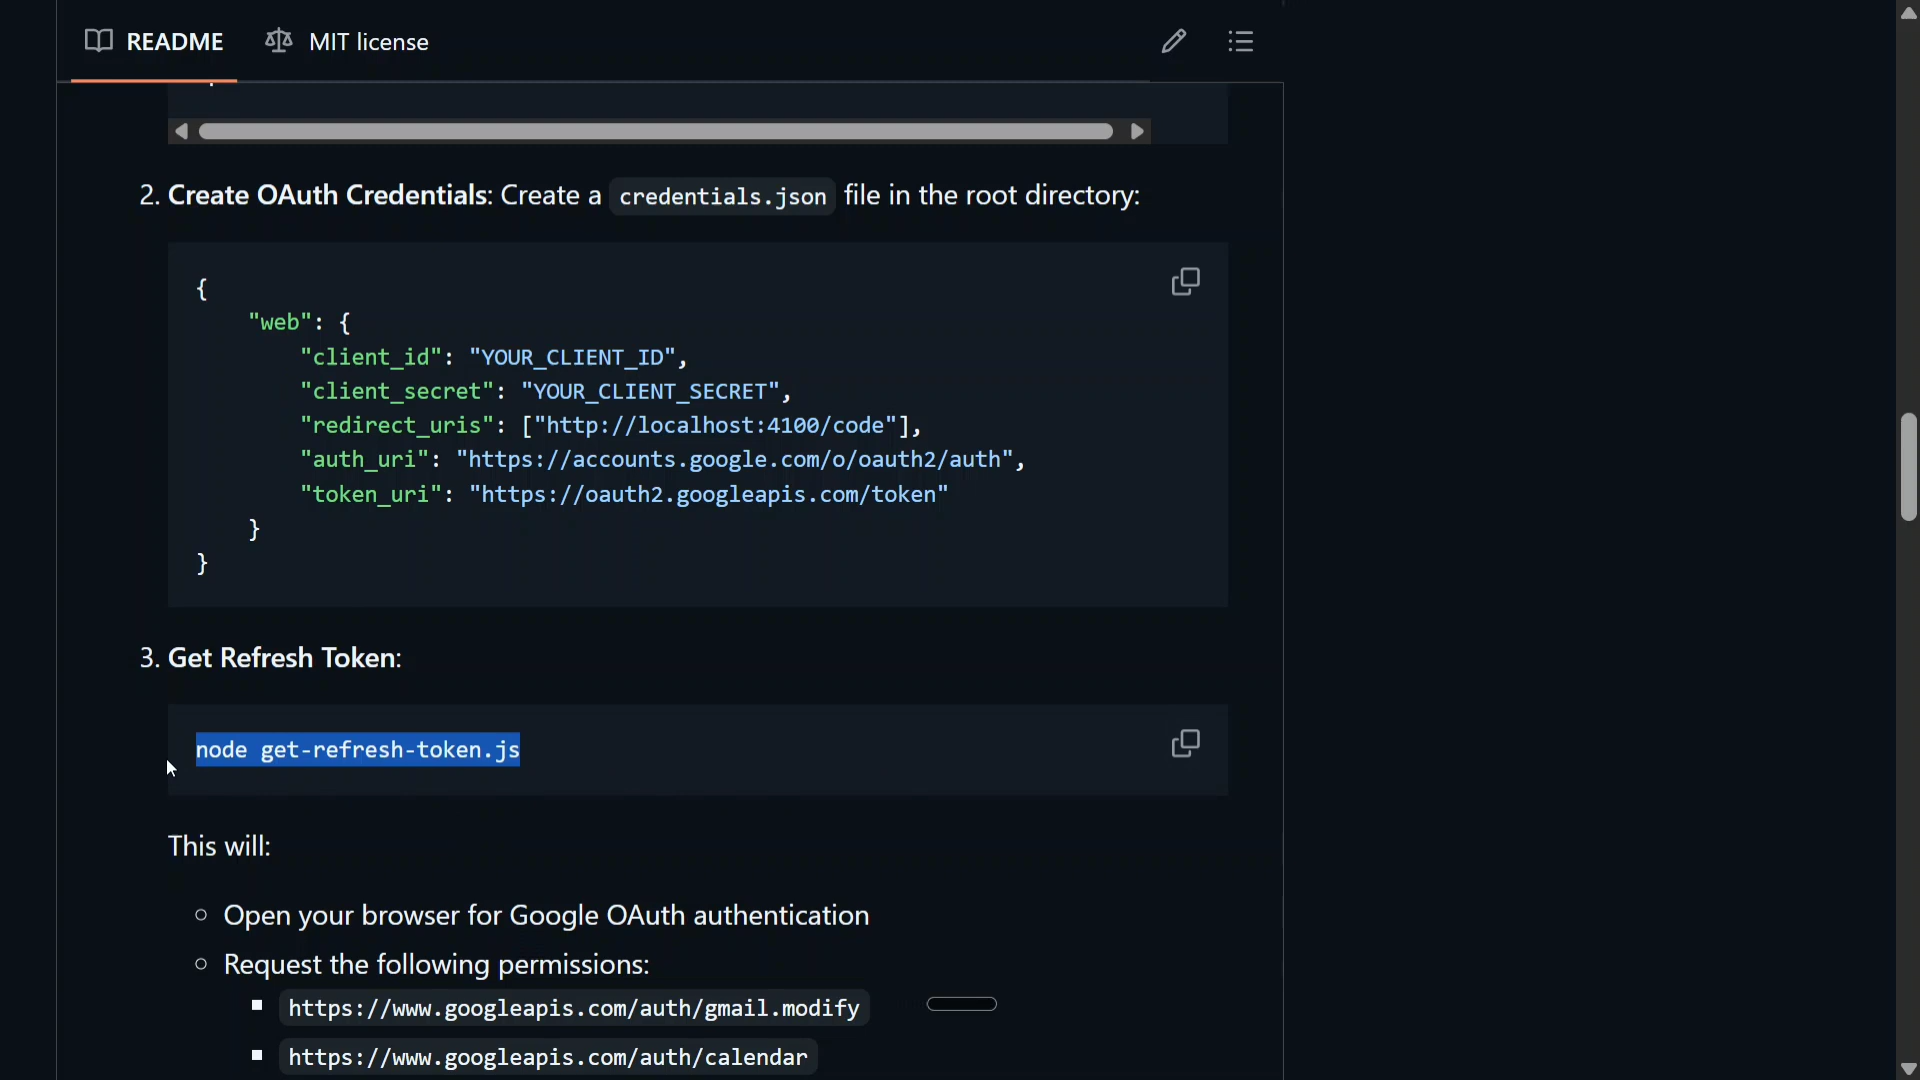 README MIT license
2. Create OAuth Credentials: Create a credentials.json file in the root directory:
{
"web": {
"client_id": "YOUR_CLIENT_ID",
"client_secret": "YOUR_CLIENT_SECRET",
"redirect_uris": ["http://localhost:4100/code"],
"auth_uri": "https://accounts.google.com/o/oauth2/auth",
"token_uri": "https://oauth2.googleapis.com/token"
}
}
3. Get Refresh Token:
node get-refresh-token.js
This will:
Open your browser for Google OAuth authentication
Request the following permissions:
https://www.googleapis.com/auth/gmail.modify
https://www.googleapis.com/auth/calendar